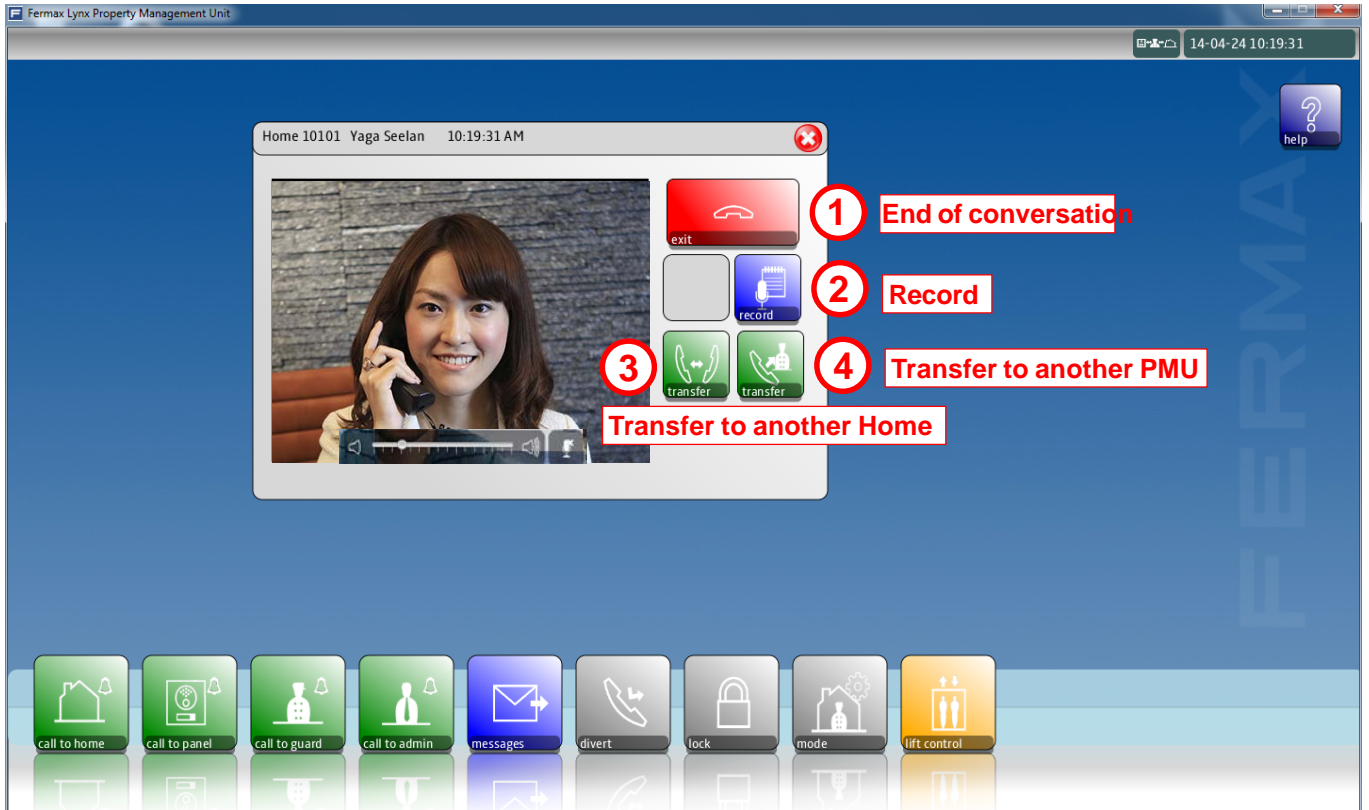 Fermax Lynx Property Management Unit
14-04-24 10:19:31
help
Home 10101 Yaga Seelan 10:19:31 AM
exit
1 End of conversation
record
2 Record
3
transfer
transfer
4 Transfer to another PMU
Transfer to another Home
FERMAX
call to home
call to panel
call to guard
call to admin
messages
divert
lock
mode
lift control